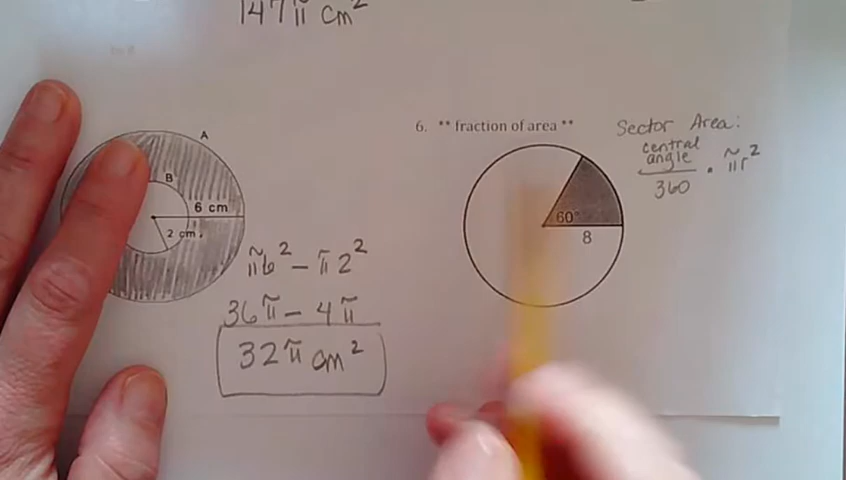 147π cm²
A
B
6 cm
2 cm.
π6² - π2²
36π - 4π
32π cm²
6. ** fraction of area **
60°
8
Sector Area:
central
angle
360
· πr²